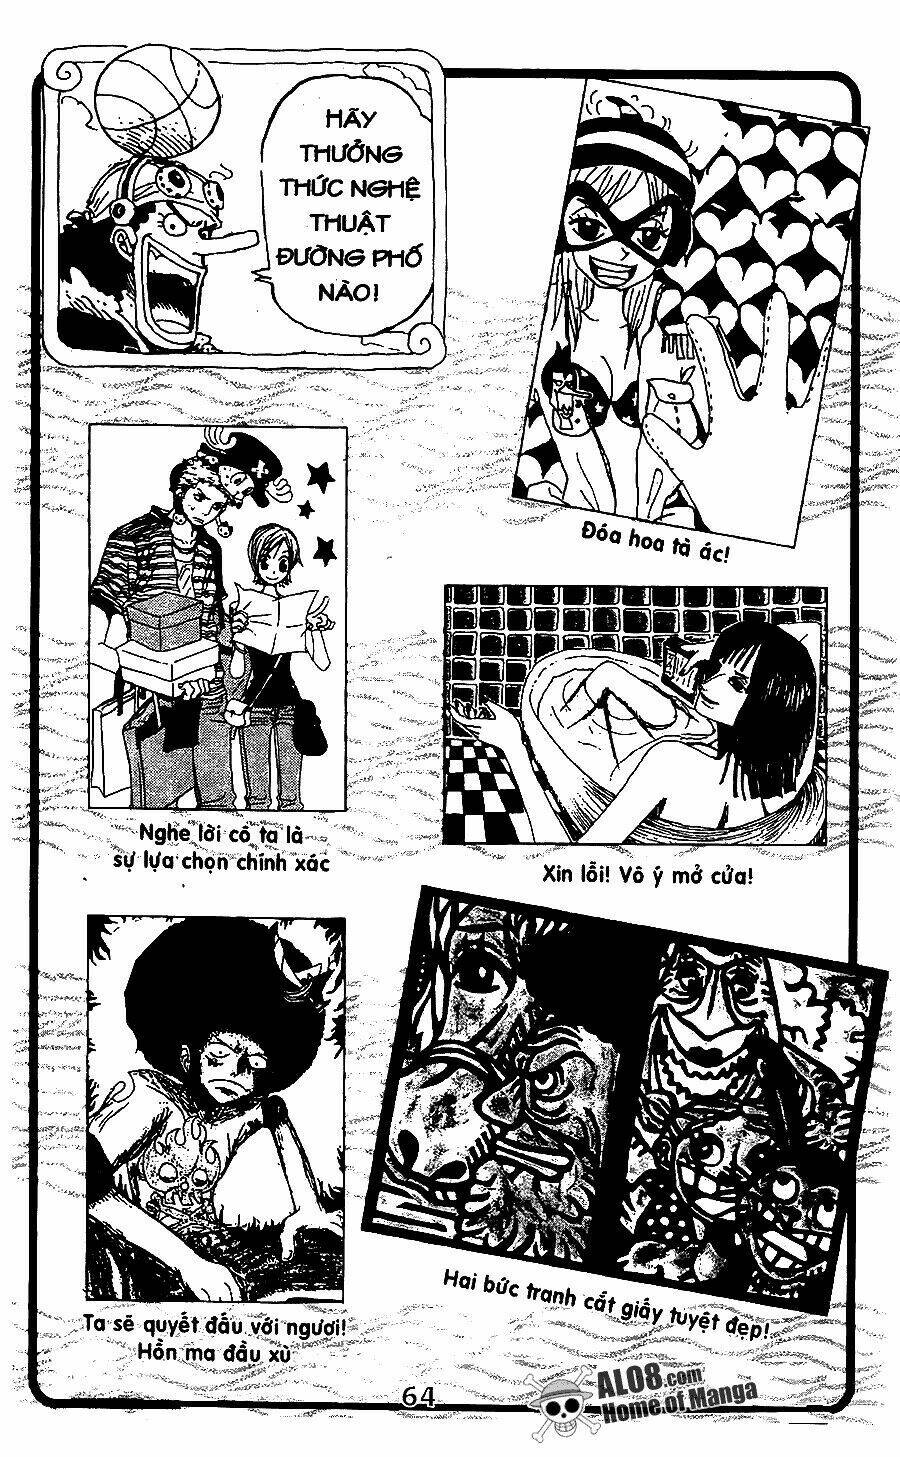 HÃY
THƯỞNG
THỨC NGHỆ
THUẬT
ĐƯỜNG PHỐ
NÀO!
Đóa hoa tà ác!
Nghe lời cô ta là
sự lựa chọn chính xác
Xin lỗi! Vô ý mở cửa!
Ta sẽ quyết đấu với ngươi!
Hồn ma đầu xù
Hai bức tranh cắt giấy tuyệt đẹp!
64
ALO8.com
Home of Manga